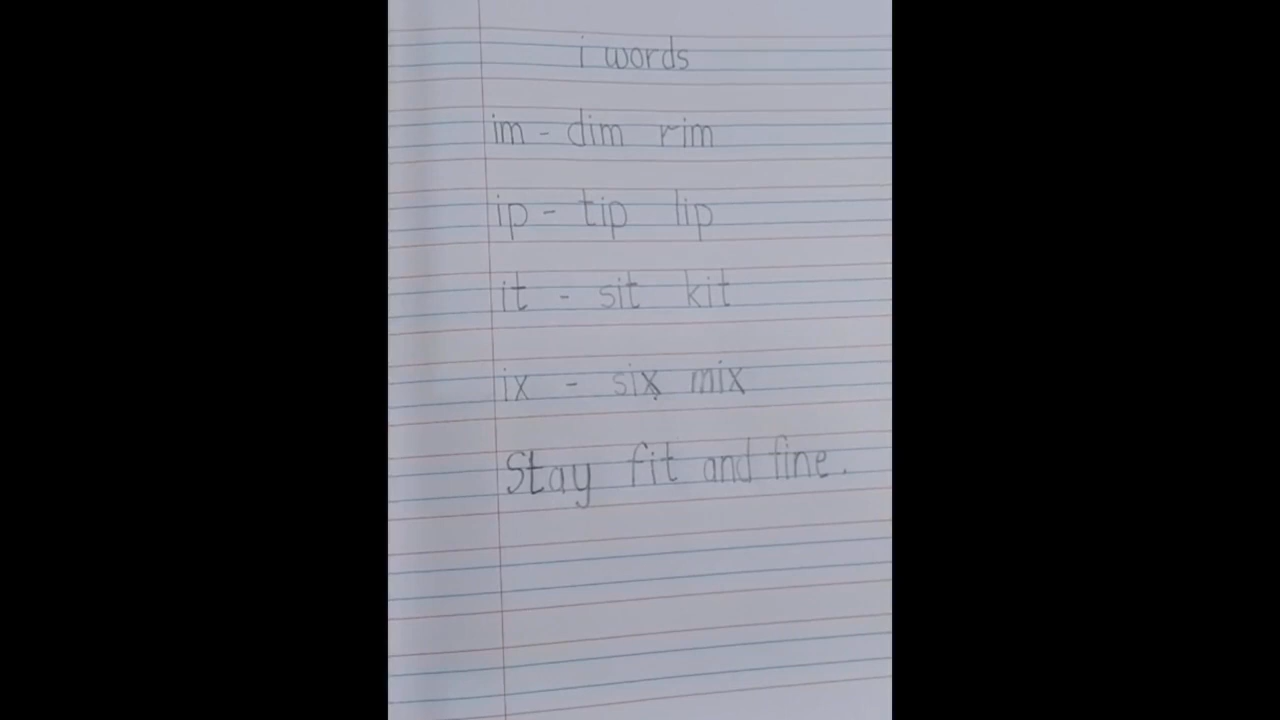 i words
im - dim rim
ip - tip lip
it - sit kit
ix - six mix
Stay fit and fine.